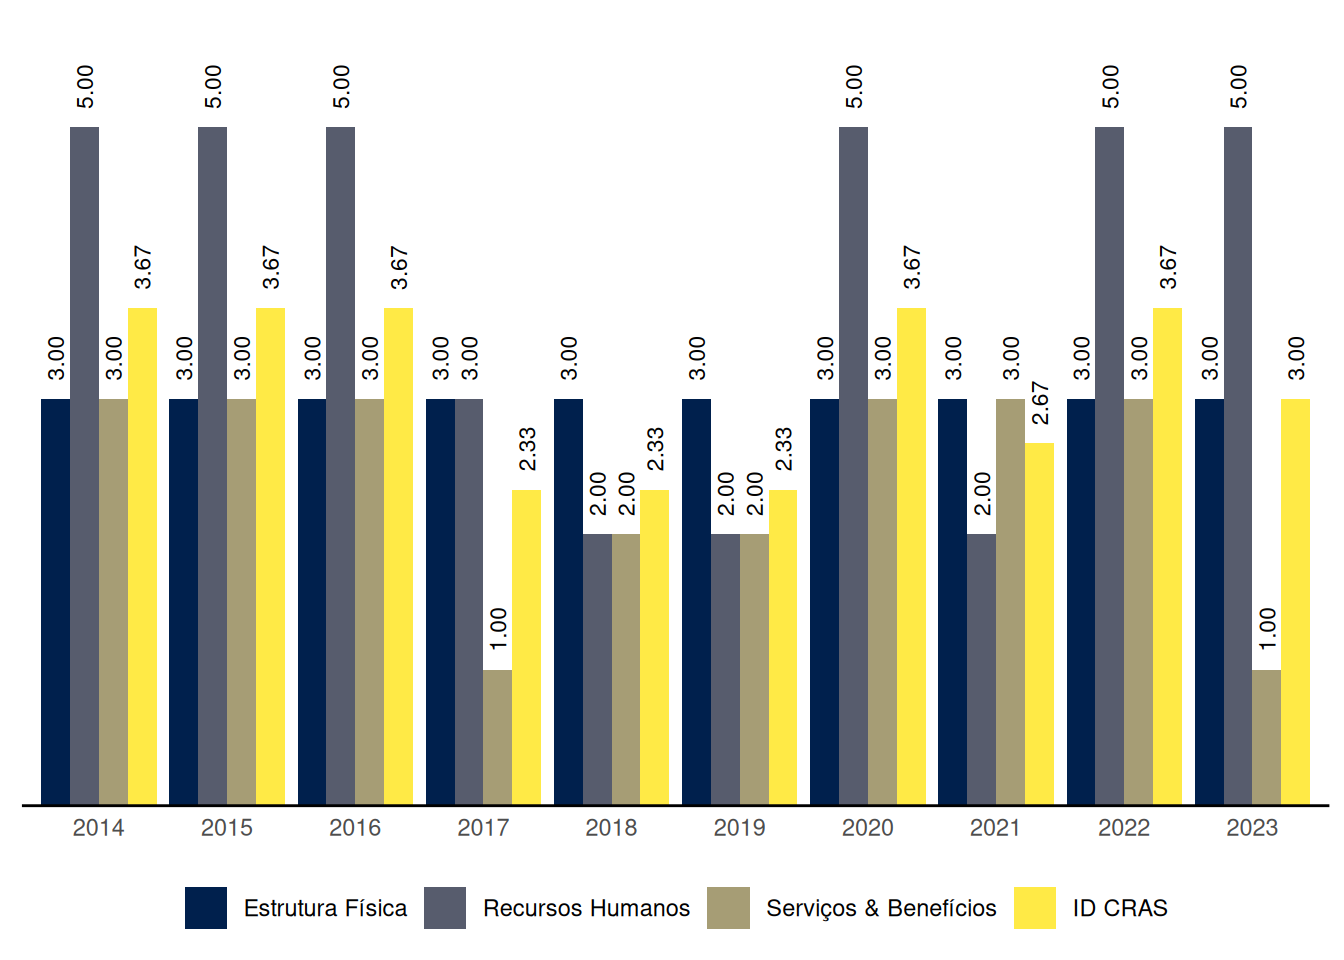 5.00 5.00 5.00 5.00 5.00 5.00
3.67 3.67 3.67 3.67 3.67
3.00 3.00 3.00 3.00 3.00 3.00 3.00 3.00 3.00 3.00 3.00 3.00 3.00 3.00 3.00 3.00 3.00 3.00
2.67
2.33 2.33 2.33
2.00 2.00 2.00 2.00 2.00
1.00 1.00
2014 2015 2016 2017 2018 2019 2020 2021 2022 2023
Estrutura Física Recursos Humanos Serviços & Benefícios ID CRAS